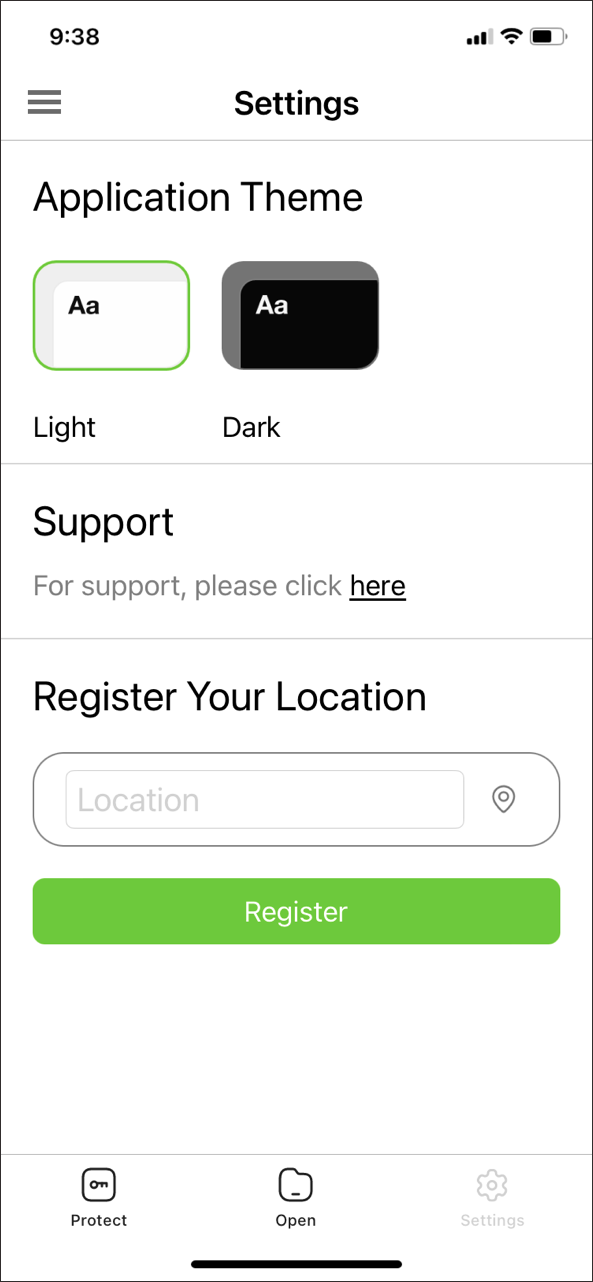 9:38
Settings
Application Theme
Aa Aa
Light Dark
Support
For support, please click here
Register Your Location
Location
Register
Protect Open Settings